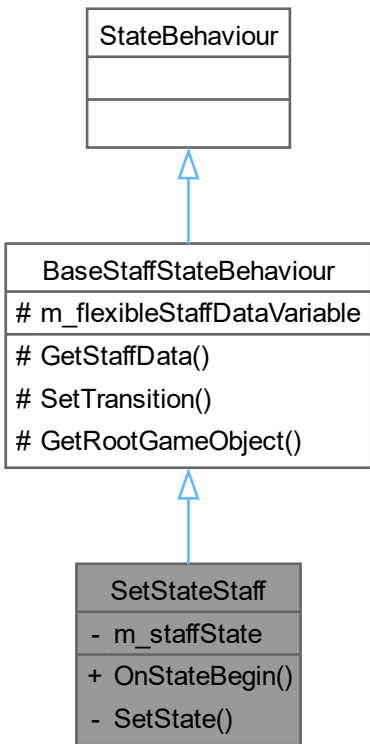 StateBehaviour
BaseStaffStateBehaviour
# m_flexibleStaffDataVariable
# GetStaffData()
# SetTransition()
# GetRootGameObject()
SetStateStaff
- m_staffState
+ OnStateBegin()
- SetState()